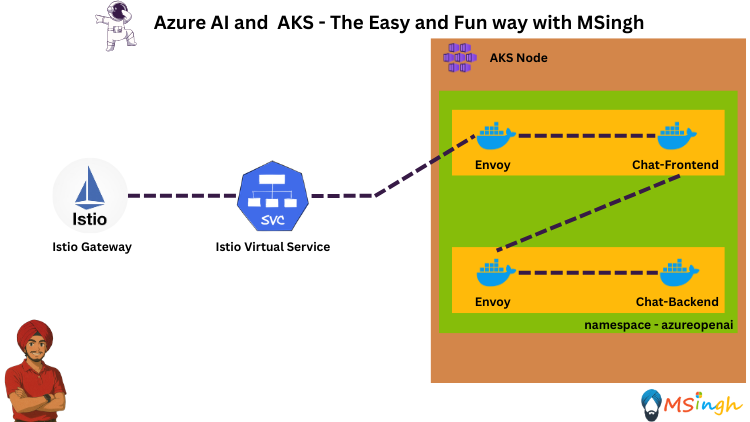 Azure AI and AKS - The Easy and Fun way with MSingh
AKS Node
Envoy
Chat-Frontend
Istio
Istio Gateway
SVC
Istio Virtual Service
Envoy
Chat-Backend
namespace - azureopenai
MSingh